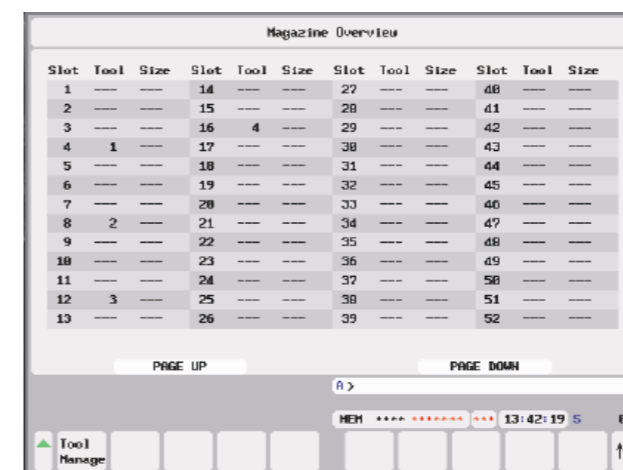 Magazine Overview
Slot Tool Size Slot Tool Size Slot Tool Size Slot Tool Size
1 --- --- 14 --- --- 27 --- --- 40 --- ---
2 --- --- 15 --- --- 28 --- --- 41 --- ---
3 --- --- 16 4 --- 29 --- --- 42 --- ---
4 1 --- 17 --- --- 30 --- --- 43 --- ---
5 --- --- 18 --- --- 31 --- --- 44 --- ---
6 --- --- 19 --- --- 32 --- --- 45 --- ---
7 --- --- 20 --- --- 33 --- --- 46 --- ---
8 2 --- 21 --- --- 34 --- --- 47 --- ---
9 --- --- 22 --- --- 35 --- --- 48 --- ---
10 --- --- 23 --- --- 36 --- --- 49 --- ---
11 --- --- 24 --- --- 37 --- --- 50 --- ---
12 3 --- 25 --- --- 38 --- --- 51 --- ---
13 --- --- 26 --- --- 39 --- --- 52 --- ---
PAGE UP PAGE DOWN
A>
MEM **** ******* *** 13:42:19 S
Tool
Manage